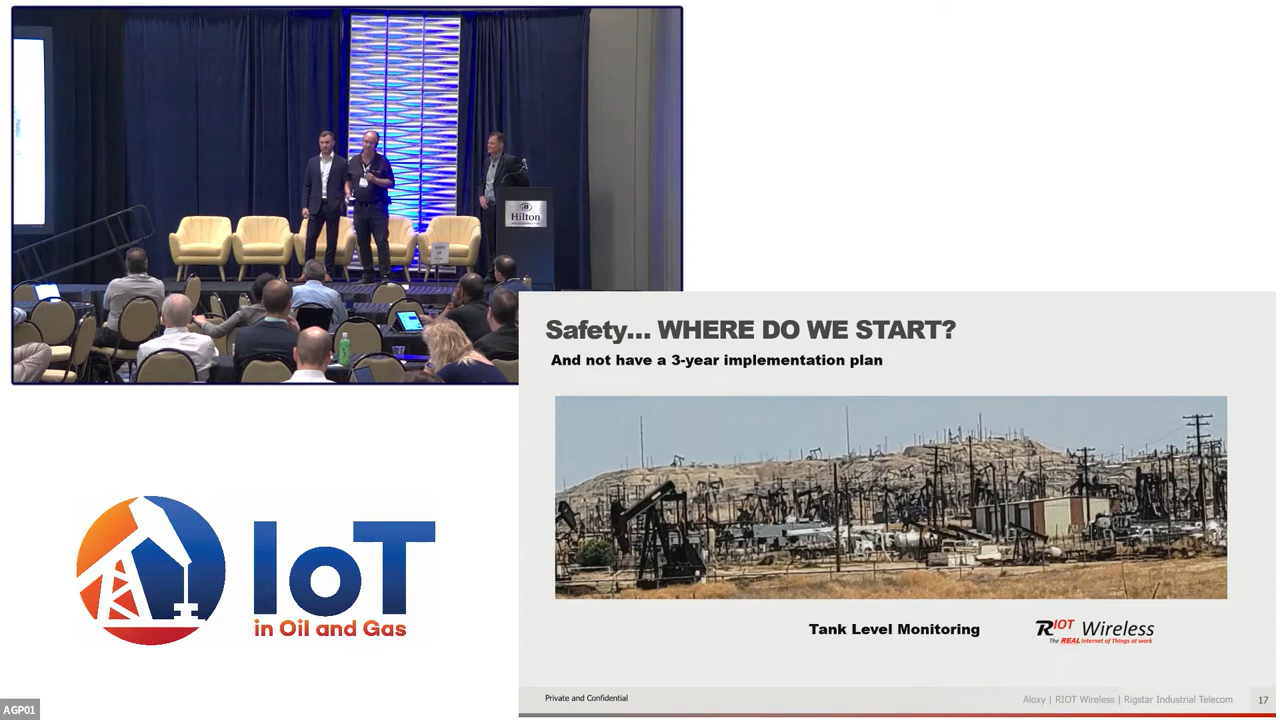 Hilton
Safety... WHERE DO WE START?
And not have a 3-year implementation plan
IoT
in Oil and Gas
Tank Level Monitoring
RIOT Wireless
The REAL Internet of Things at work
Private and Confidential
Aloxy | RIOT Wireless | Rigstar Industrial Telecom
17
AGP01